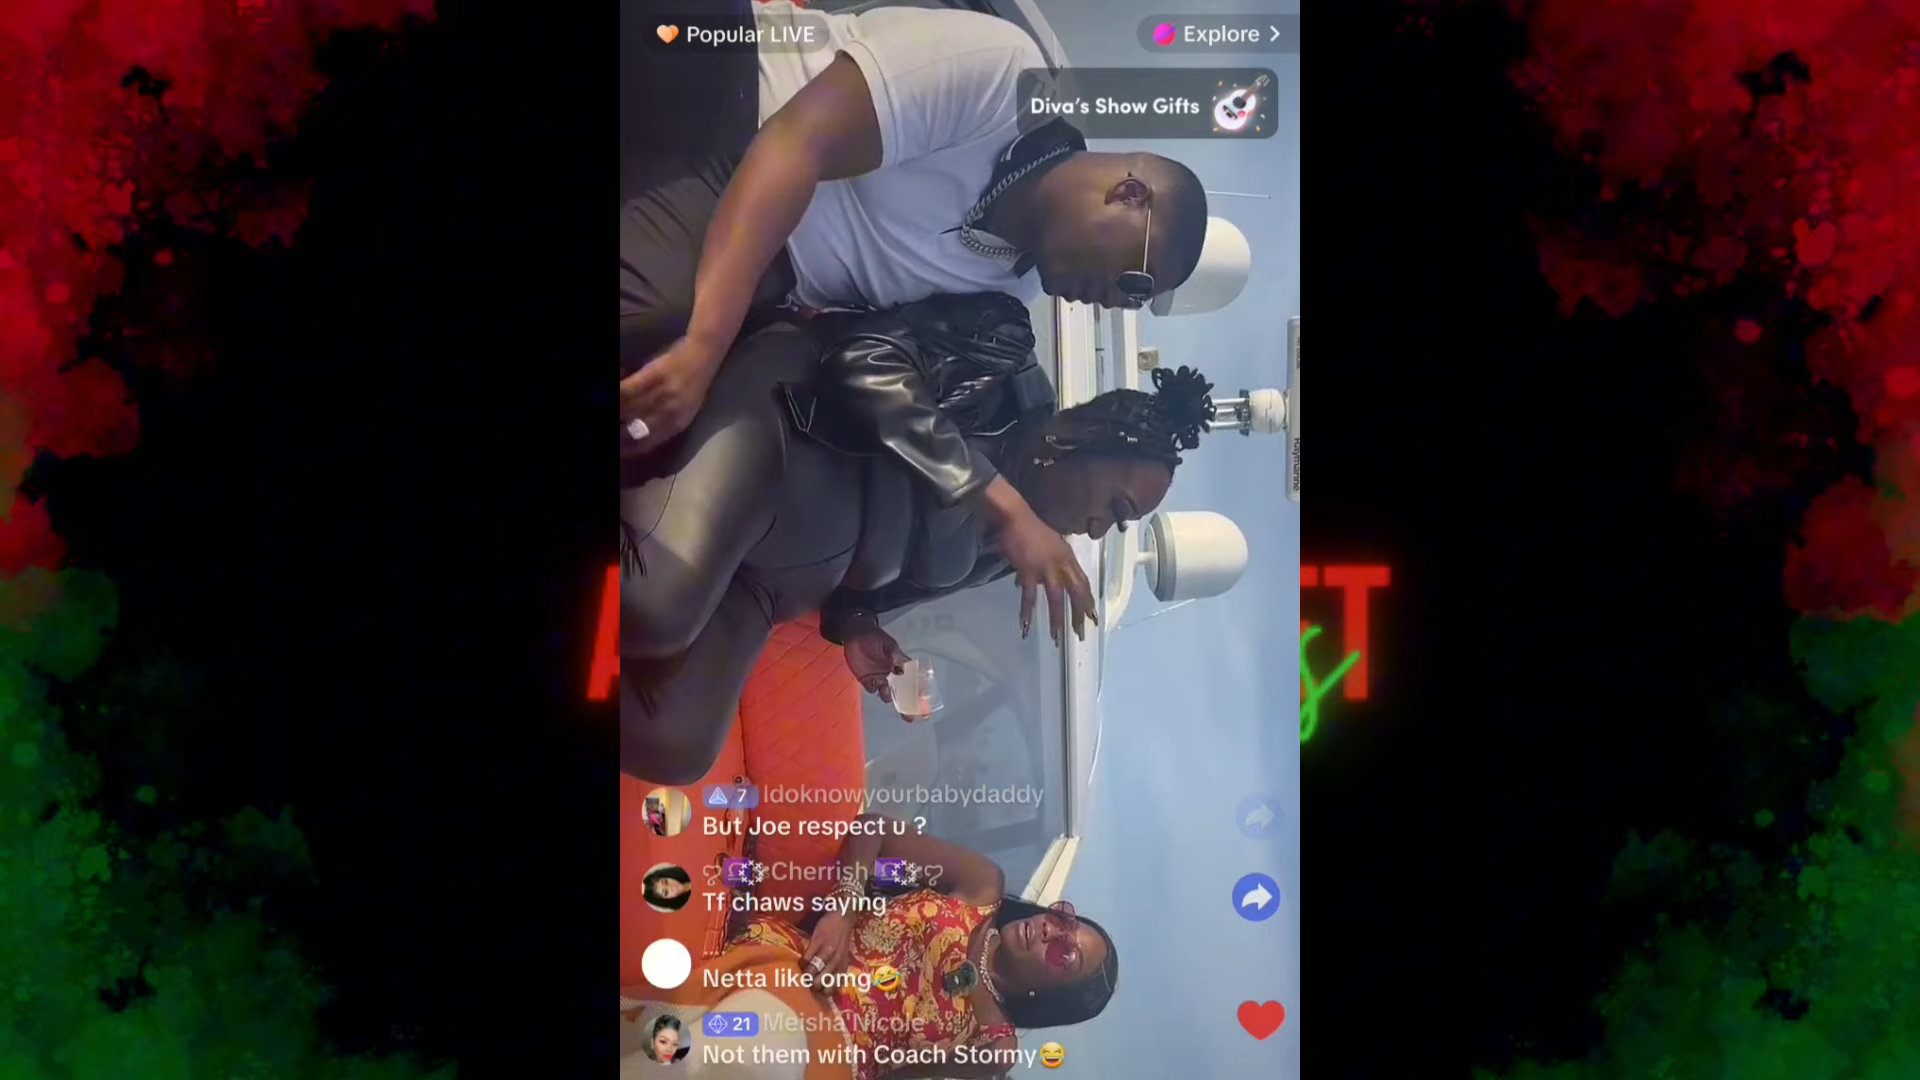 Popular LIVE
Explore >
Diva's Show Gifts
Raymarine
7 Idoknowyourbabydaddy
But Joe respect u ?
Cherrish
Tf chaws saying
Netta like omg😂
21 Meisha Nicole
Not them with Coach Stormy😂